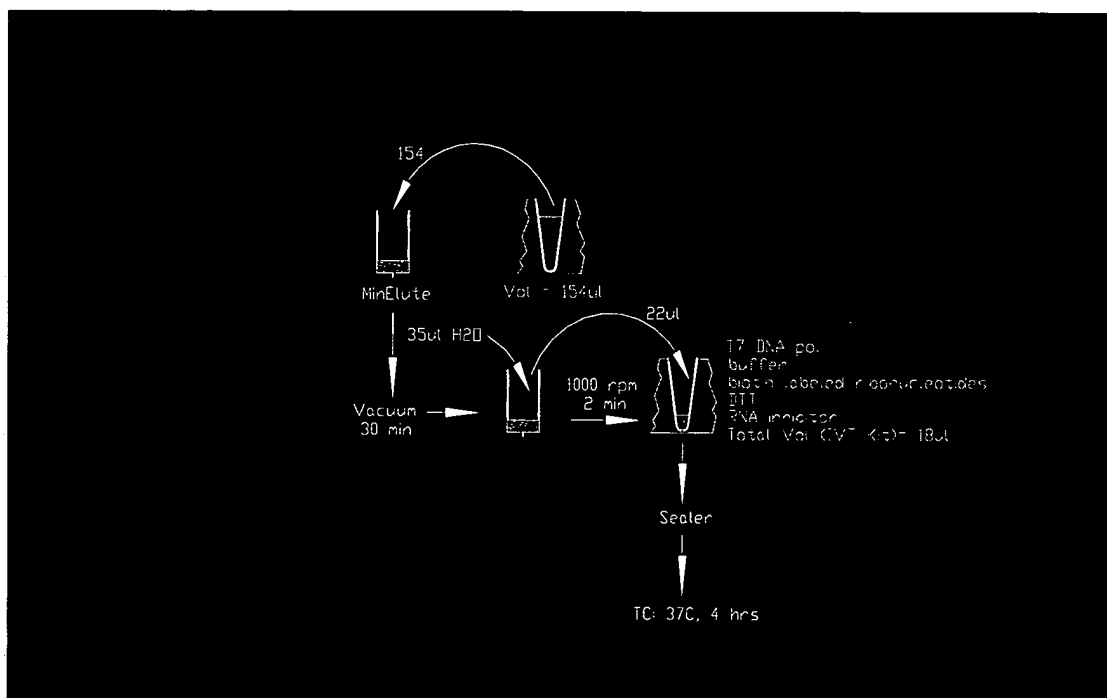 154
MinElute
Vol = 154ul
35ul H2O
22ul
Vacuum
30 min
1000 rpm
2 min
T7 DNA pol
buffer
biotin labeled ribonucleotides
DTT
RNA inhibitor
Total Vol (IVT Kit)= 18ul
Sealer
TC: 37C, 4 hrs